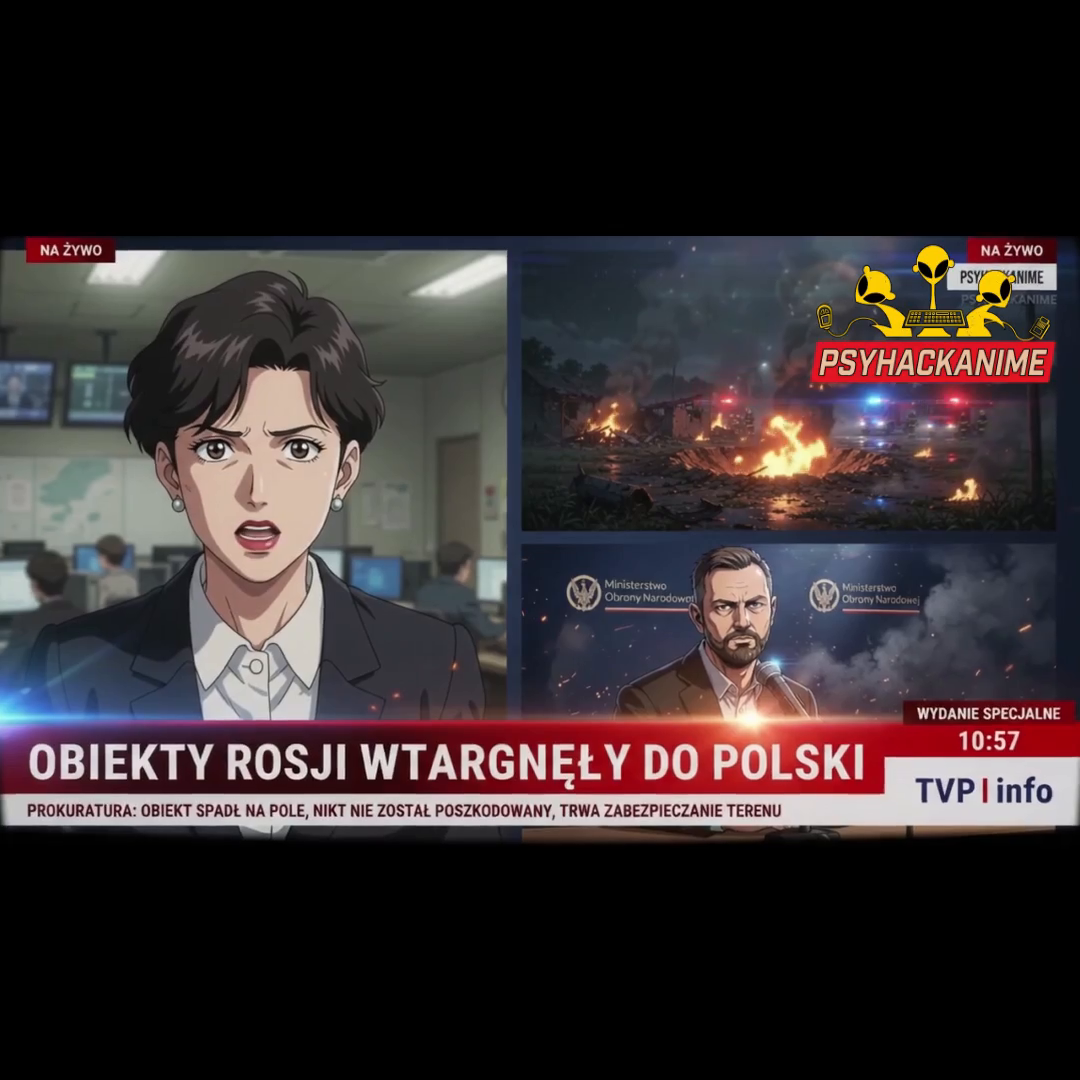 NA ŻYWO
NA ŻYWO
PSYHACKANIME
Ministerstwo
Obrony Narodowej
Ministerstwo
Obrony Narodowej
WYDANIE SPECJALNE
10:57
OBIEKTY ROSJI WTARGNĘŁY DO POLSKI
TVP info
PROKURATURA: OBIEKT SPADŁ NA POLE, NIKT NIE ZOSTAŁ POSZKODOWANY, TRWA ZABEZPIECZANIE TERENU